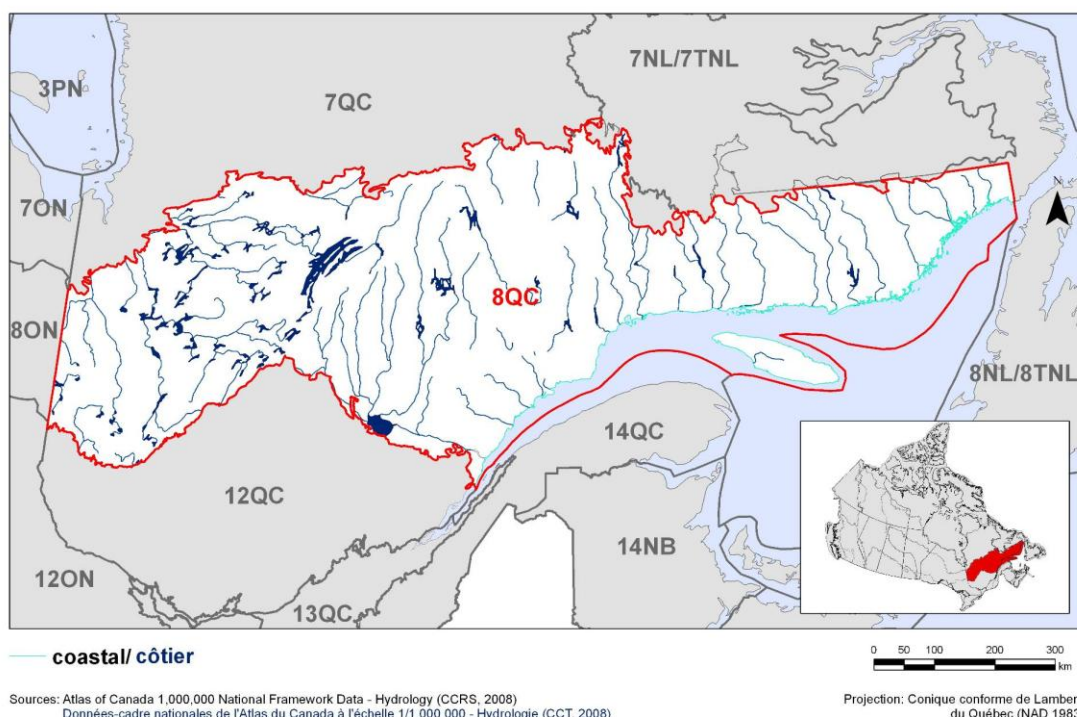 7NL/7TNL
3PN
7QC
7ON
N
8QC
8ON
8NL/8TNL
14QC
12QC
14NB
12ON
13QC
coastal/ côtier
0 50 100 200 300
km
Sources: Atlas of Canada 1,000,000 National Framework Data - Hydrology (CCRS, 2008)
Données-cadre nationales de l'Atlas du Canada à l'échelle 1/1 000 000 - Hydrologie (CCT, 2008)
Projection: Conique conforme de Lamber
du Québec (NAD 1983